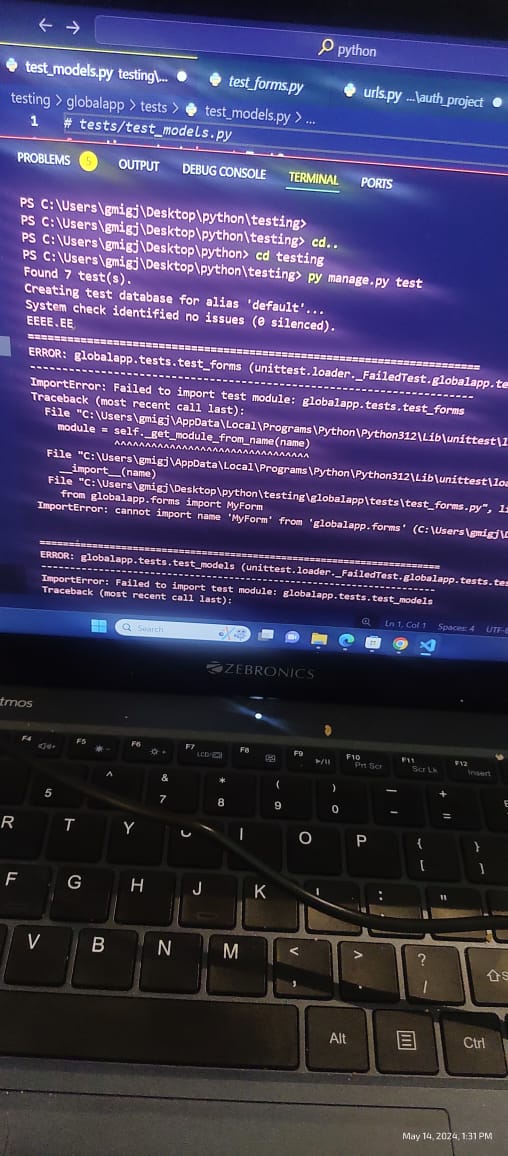 python
test_models.py testing\...
test_forms.py
urls.py ...\auth_project
testing > globalapp > tests > test_models.py > ...
1 # tests/test_models.py
PROBLEMS 5 OUTPUT DEBUG CONSOLE TERMINAL PORTS
PS C:\Users\gmigj\Desktop\python\testing>
PS C:\Users\gmigj\Desktop\python\testing> cd..
PS C:\Users\gmigj\Desktop\python> cd testing
PS C:\Users\gmigj\Desktop\python\testing> py manage.py test
Found 7 test(s).
Creating test database for alias 'default'...
System check identified no issues (0 silenced).
EEEE.EE
======================================================================
ERROR: globalapp.tests.test_forms (unittest.loader._FailedTest.globalapp.te
----------------------------------------------------------------------
ImportError: Failed to import test module: globalapp.tests.test_forms
Traceback (most recent call last):
File "C:\Users\gmigj\AppData\Local\Programs\Python\Python312\Lib\unittest\l
module = self._get_module_from_name(name)
^^^^^^^^^^^^^^^^^^^^^^^^^^^^^^^^
File "C:\Users\gmigj\AppData\Local\Programs\Python\Python312\Lib\unittest\loa
__import__(name)
File "C:\Users\gmigj\Desktop\python\testing\globalapp\tests\test_forms.py", li
from globalapp.forms import MyForm
ImportError: cannot import name 'MyForm' from 'globalapp.forms' (C:\Users\gmigj\D
======================================================================
ERROR: globalapp.tests.test_models (unittest.loader._FailedTest.globalapp.tests.tes
----------------------------------------------------------------------
ImportError: Failed to import test module: globalapp.tests.test_models
Traceback (most recent call last):
Ln 1, Col 1 Spaces: 4 UTF-8
Search
ZEBRONICS
tmos
F4 F5 F6 F7 LCD F8 F9 F10 Prt Scr F11 Scr Lk F12 Insert
^ & * ( ) — +
5 7 8 9 0 - =
R T Y I O P { [ } ]
F G H J K : "
V B N M < , > . ? /
Alt Ctrl
May 14, 2024, 1:31 PM